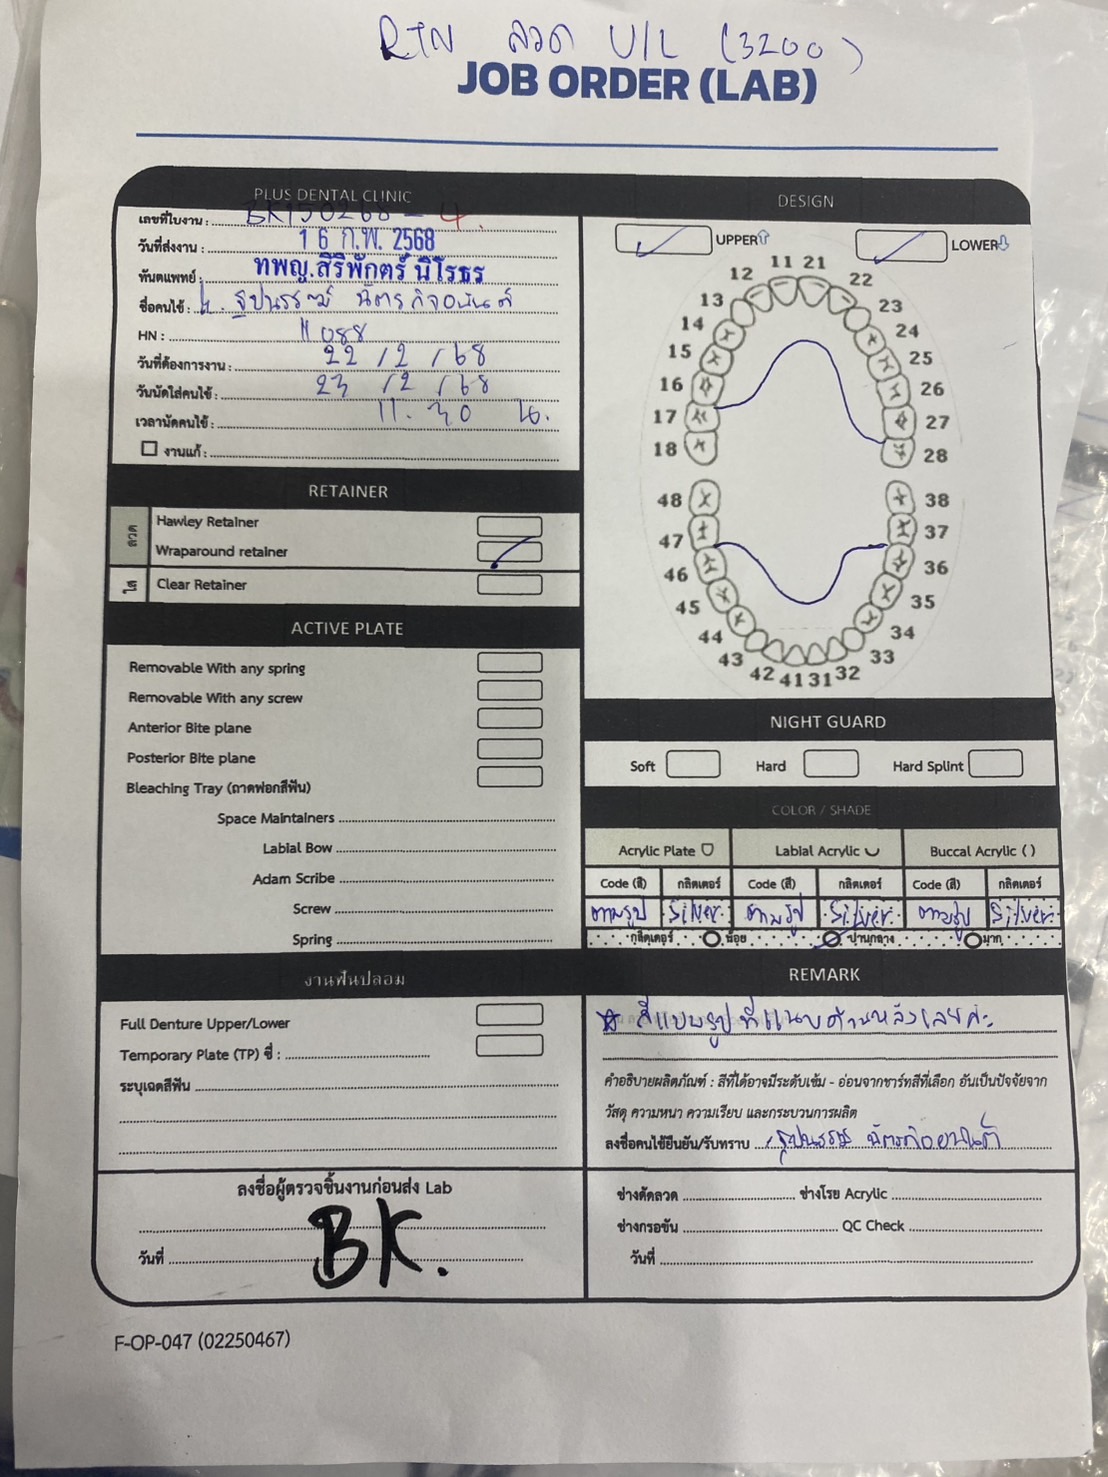 RTN ลวด U/L (3200)
JOB ORDER (LAB)
PLUS DENTAL CLINIC
เลขที่ใบงาน : BK150268 - 4.
วันที่ส่งงาน : 16 ก.พ. 2568
ทันตแพทย์ : ทพญ.สิริพักตร์ นิโรธร
ชื่อคนไข้ : ฉัตรกิจอนันต์
HN : 11088
วันที่ต้องการงาน : 22 / 2 / 68
วันนัดใส่คนไข้ : 23 / 2 / 68
เวลานัดคนไข้ : 11.30 น.
งานแก้ :
DESIGN
UPPER
LOWER
11 21
12 22
13 23
14 24
15 25
16 26
17 27
18 28
48 38
47 37
46 36
45 35
44 34
43 33
42 41 31 32
RETAINER
ลวด
Hawley Retainer
Wraparound retainer
ใส
Clear Retainer
ACTIVE PLATE
Removable With any spring
Removable With any screw
Anterior Bite plane
Posterior Bite plane
Bleaching Tray (ถาดฟอกสีฟัน)
Space Maintainers
Labial Bow
Adam Scribe
Screw
Spring
NIGHT GUARD
Soft Hard Hard Splint
COLOR / SHADE
Acrylic Plate Labial Acrylic Buccal Acrylic ( )
Code (สี) กลิตเตอร์ Code (สี) กลิตเตอร์ Code (สี) กลิตเตอร์
ตามรูป Silver ตามรูป Silver ตามรูป Silver
กลิตเตอร์ น้อย ปานกลาง มาก
งานฟันปลอม
Full Denture Upper/Lower
Temporary Plate (TP) ซี่ :
ระบุเฉดสีฟัน
REMARK
☆ สีแบบรูปที่แนบด้านหลังเลยค่ะ
คำอธิบายผลิตภัณฑ์ : สีที่ได้อาจมีระดับเข้ม - อ่อนจากชาร์ทสีที่เลือก อันเป็นปัจจัยจาก
วัสดุ ความหนา ความเรียบ และกระบวนการผลิต
ลงชื่อคนไข้ยืนยัน/รับทราบ ฉัตรกิจอนันต์
ลงชื่อผู้ตรวจชิ้นงานก่อนส่ง Lab
BK.
วันที่
ช่างดัดลวด ช่างโรย Acrylic
ช่างกรอขัน QC Check
วันที่
F-OP-047 (02250467)